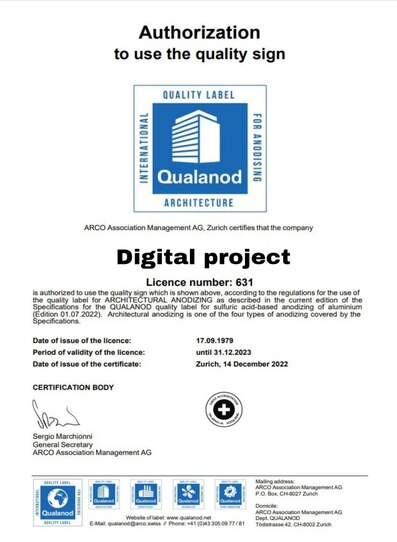 Authorization
to use the quality sign
QUALITY LABEL
INTERNATIONAL
FOR ANODISING
Qualanod
ARCHITECTURE
ARCO Association Management AG, Zurich certifies that the company
Digital project
Licence number: 631
is authorized to use the quality sign which is shown above, according to the regulations for the use of
the quality label for ARCHITECTURAL ANODIZING as described in the current edition of the
Specifications for the QUALANOD quality label for sulfuric acid-based anodizing of aluminium
(Edition 01.07.2022). Architectural anodizing is one of the four types of anodizing covered by the
Specifications.
Date of issue of the licence: 17.09.1979
Period of validity of the licence: until 31.12.2023
Date of issue of the certificate: Zurich, 14 December 2022
CERTIFICATION BODY
Sergio Marchionni
General Secretary
ARCO Association Management AG
QUALITY LABEL
INTERNATIONAL
FOR ANODISING
Qualanod
Website: www.qualanod.net
E-Mail: qualanod@arco.swiss // Phone: +41 (0)43 305 09 77 / 81
Mailing address:
ARCO Association Management AG
P.O. Box, CH-8027 Zurich
Domicile:
ARCO Association Management AG
Dept. QUALANOD
Tödistrasse 42, CH-8002 Zurich